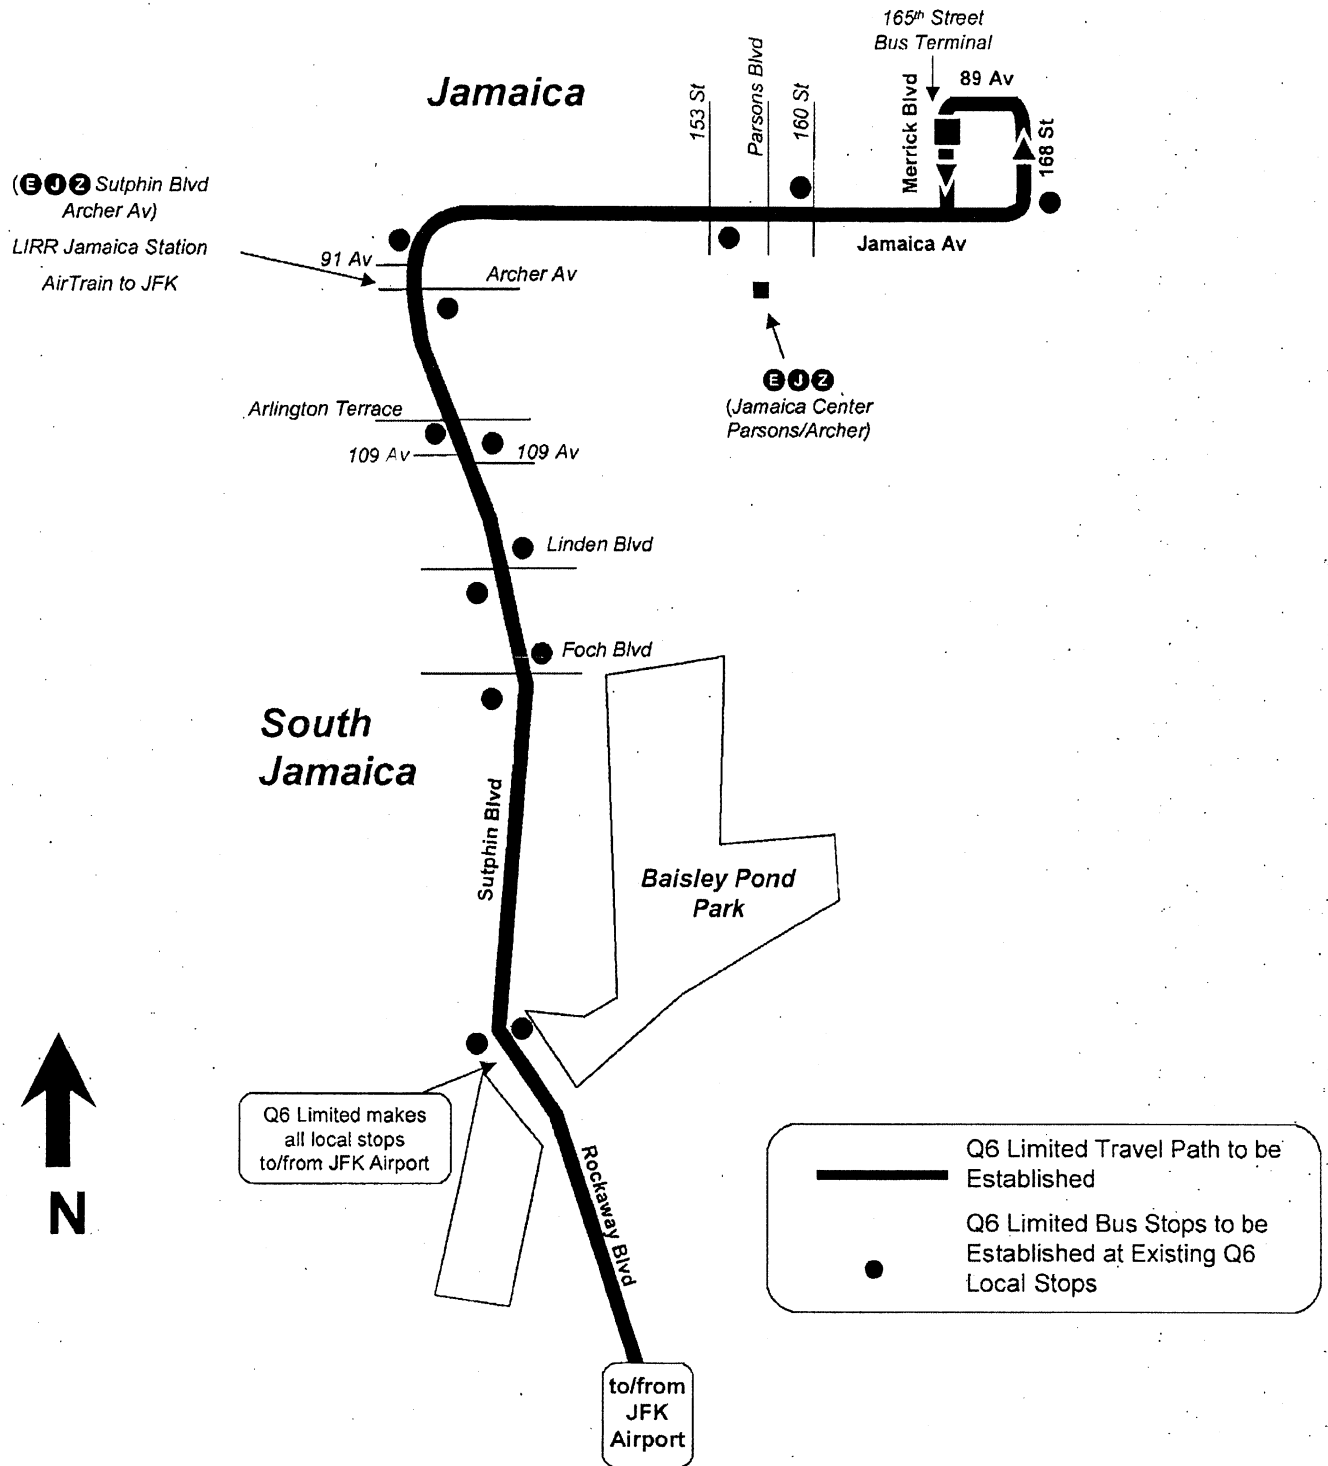 165th Street
Bus Terminal
89 Av
Merrick Blvd
168 St
Jamaica
153 St
Parsons Blvd
160 St
Jamaica Av
(E J Z Sutphin Blvd
Archer Av)
LIRR Jamaica Station
AirTrain to JFK
91 Av
Archer Av
E J Z
(Jamaica Center
Parsons/Archer)
Arlington Terrace
109 Av
109 Av
Linden Blvd
Foch Blvd
South
Jamaica
Sutphin Blvd
Baisley Pond
Park
N
Q6 Limited makes
all local stops
to/from JFK Airport
Rockaway Blvd
to/from
JFK
Airport
Q6 Limited Travel Path to be
Established
Q6 Limited Bus Stops to be
Established at Existing Q6
Local Stops